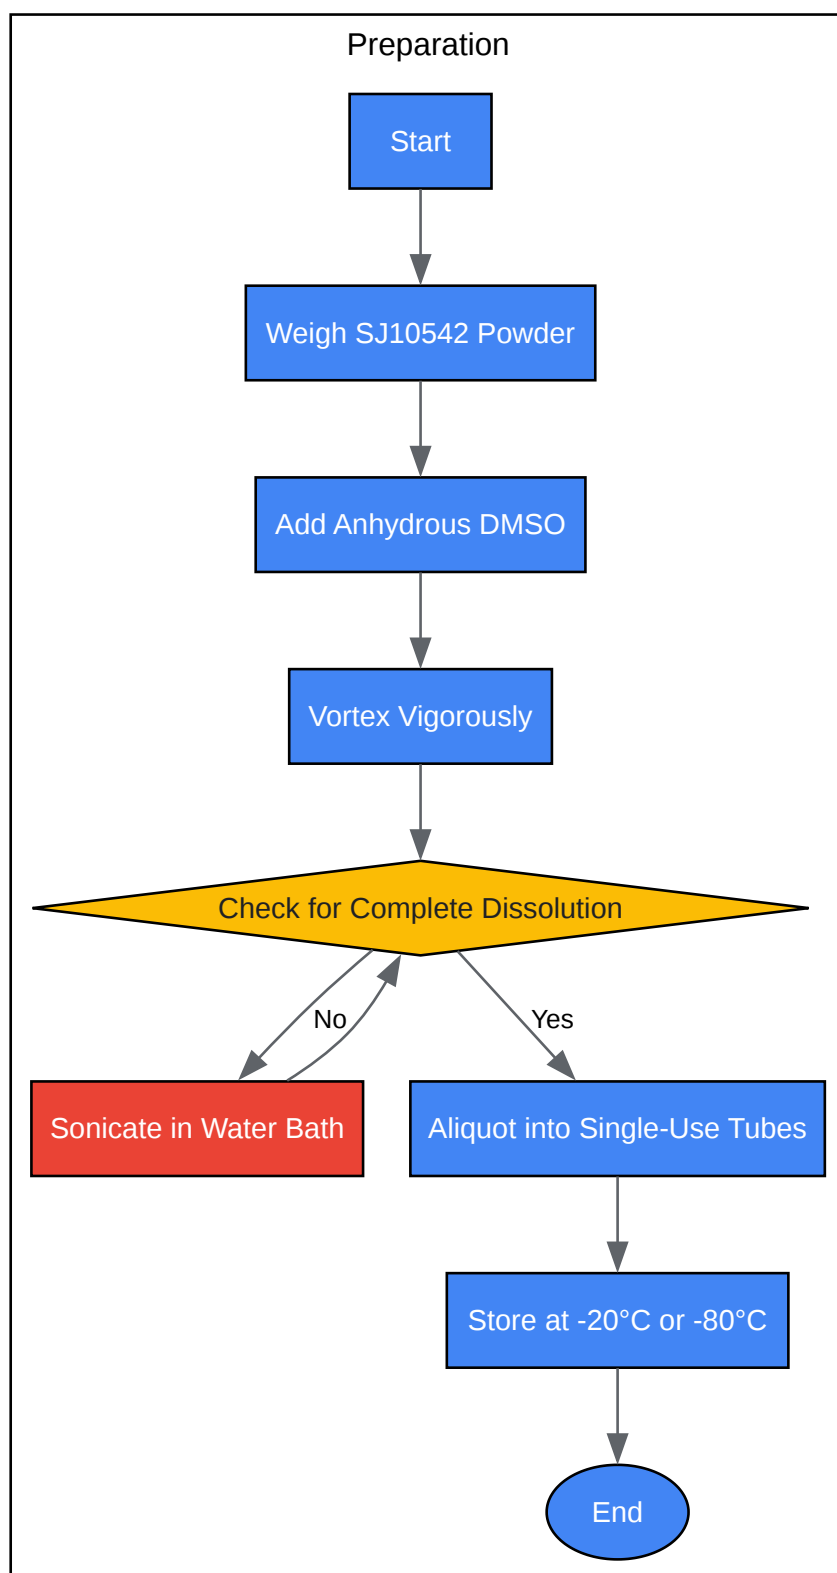 Preparation
Start
Weigh SJ10542 Powder
Add Anhydrous DMSO
Vortex Vigorously
Check for Complete Dissolution
No
Yes
Sonicate in Water Bath
Aliquot into Single-Use Tubes
Store at -20°C or -80°C
End